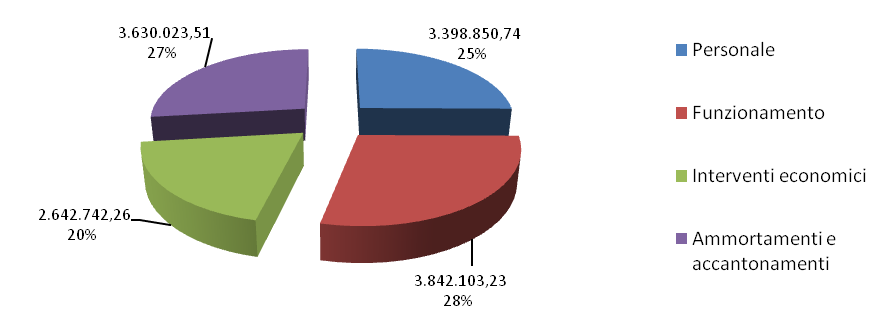 3.630.023,51
27%
3.398.850,74
25%
2.642.742,26
20%
3.842.103,23
28%
Personale
Funzionamento
Interventi economici
Ammortamenti e
accantonamenti